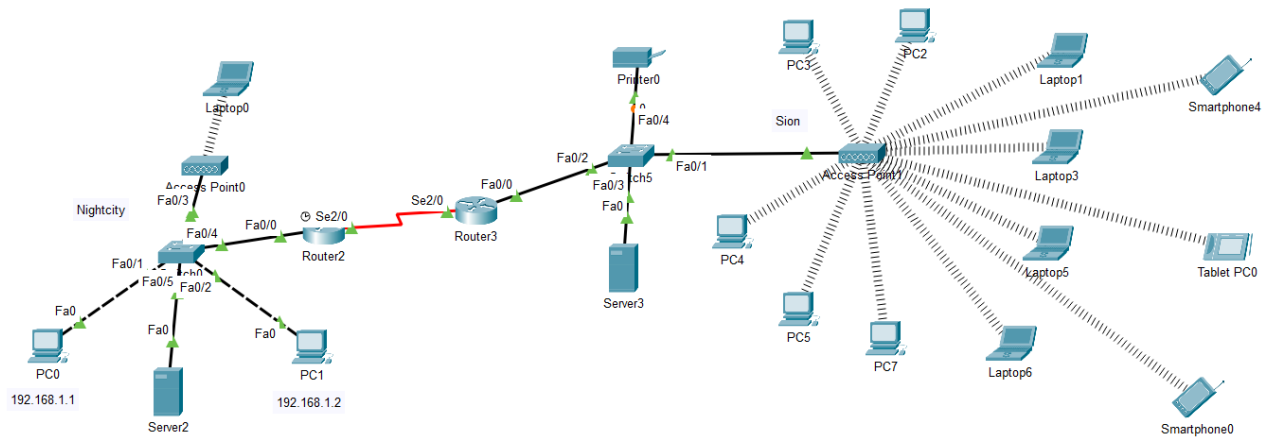 PC3
PC2
Laptop1
Smartphone4
Printer0
Laptop0
Fa0/4
Sion
Fa0/2
Fa0/1
Fa0/3
Access Point1
Laptop3
Access Point0
Fa0/3
Fa0/0
Fa0
Nightcity
Se2/0
Se2/0
Router3
Fa0/4
Fa0/0
Router2
PC4
Laptop5
Tablet PC0
Fa0/1
Fa0/5
Fa0/2
Server3
Fa0
Fa0
Fa0
PC5
PC7
Laptop6
PC0
PC1
192.168.1.1
192.168.1.2
Server2
Smartphone0